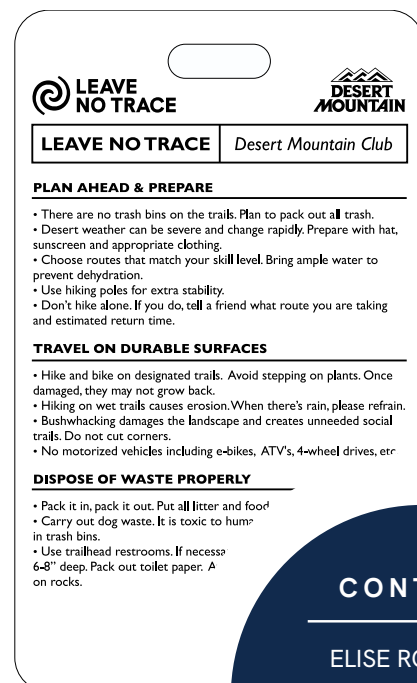 LEAVE
NO TRACE
DESERT
MOUNTAIN
LEAVE NO TRACE
Desert Mountain Club
PLAN AHEAD & PREPARE
• There are no trash bins on the trails. Plan to pack out all trash.
• Desert weather can be severe and change rapidly. Prepare with hat,
sunscreen and appropriate clothing.
• Choose routes that match your skill level. Bring ample water to
prevent dehydration.
• Use hiking poles for extra stability.
• Don't hike alone. If you do, tell a friend what route you are taking
and estimated return time.
TRAVEL ON DURABLE SURFACES
• Hike and bike on designated trails. Avoid stepping on plants. Once
damaged, they may not grow back.
• Hiking on wet trails causes erosion. When there's rain, please refrain.
• Bushwhacking damages the landscape and creates unneeded social
trails. Do not cut corners.
• No motorized vehicles including e-bikes, ATV's, 4-wheel drives, etc
DISPOSE OF WASTE PROPERLY
• Pack it in, pack it out. Put all litter and food
• Carry out dog waste. It is toxic to
in trash bins.
• Use trailhead restrooms. If
6-8" deep. Pack out toilet paper.
on rocks.
CONT
ELISE